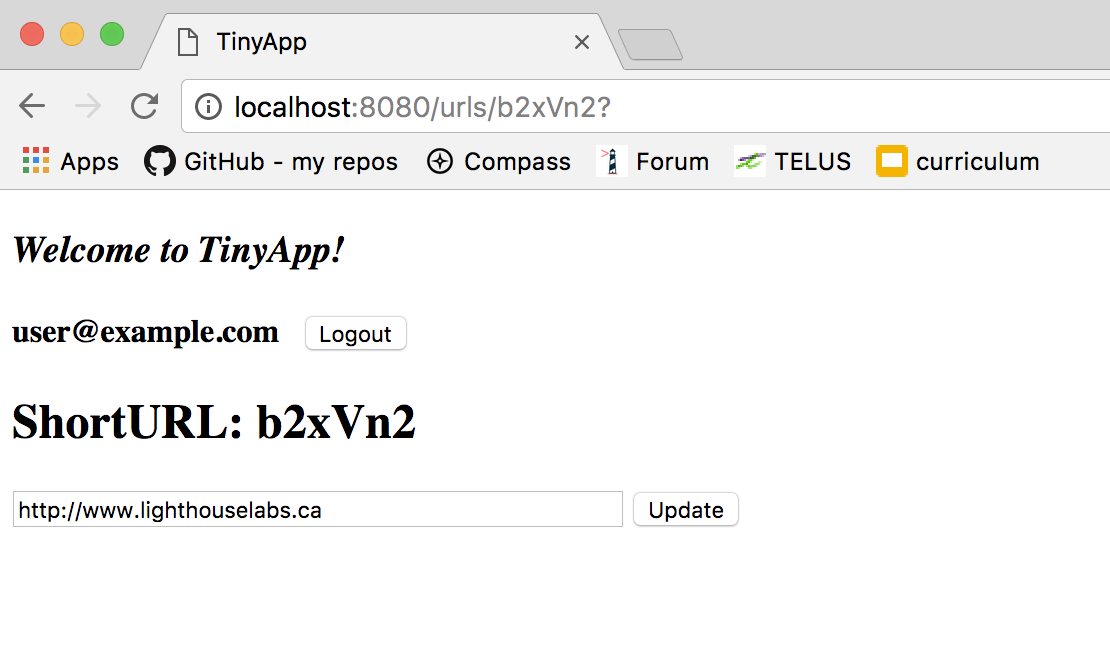 TinyApp
localhost:8080/urls/b2xVn2?
Apps GitHub - my repos Compass Forum TELUS curriculum
Welcome to TinyApp!
user@example.com Logout
ShortURL: b2xVn2
http://www.lighthouselabs.ca Update